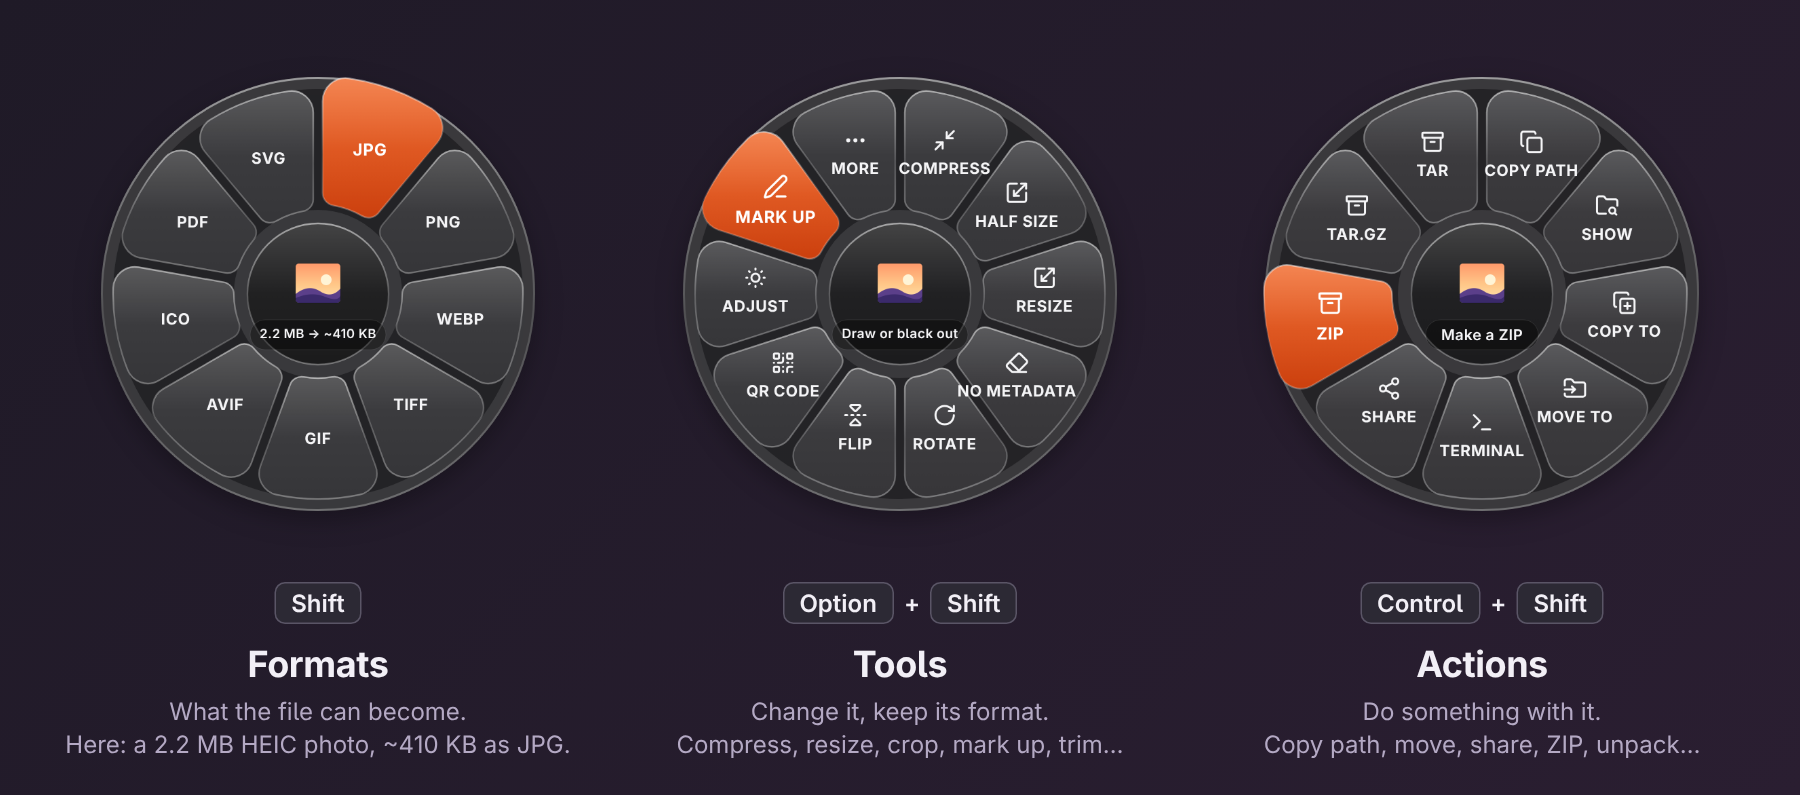 JPG
PNG
WEBP
TIFF
GIF
AVIF
ICO
PDF
SVG
2.2 MB → ~410 KB
Shift
Formats
What the file can become.
Here: a 2.2 MB HEIC photo, ~410 KB as JPG.
COMPRESS
HALF SIZE
RESIZE
NO METADATA
ROTATE
FLIP
QR CODE
ADJUST
MARK UP
MORE
Draw or black out
Option + Shift
Tools
Change it, keep its format.
Compress, resize, crop, mark up, trim...
COPY PATH
SHOW
COPY TO
MOVE TO
TERMINAL
SHARE
ZIP
TAR.GZ
TAR
Make a ZIP
Control + Shift
Actions
Do something with it.
Copy path, move, share, ZIP, unpack...